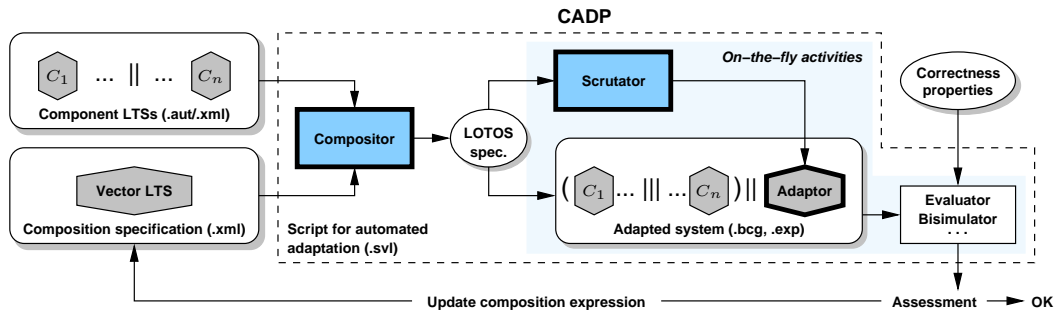 CADP
C1 ... || ... Cn
Component LTSs (.aut/.xml)
Vector LTS
Composition specification (.xml)
Compositor
Script for automated
adaptation (.svl)
LOTOS
spec.
On–the–fly activities
Scrutator
( C1 ... ||| ... Cn ) || Adaptor
Adapted system (.bcg, .exp)
Correctness
properties
Evaluator
Bisimulator
. . .
Update composition expression
Assessment
OK